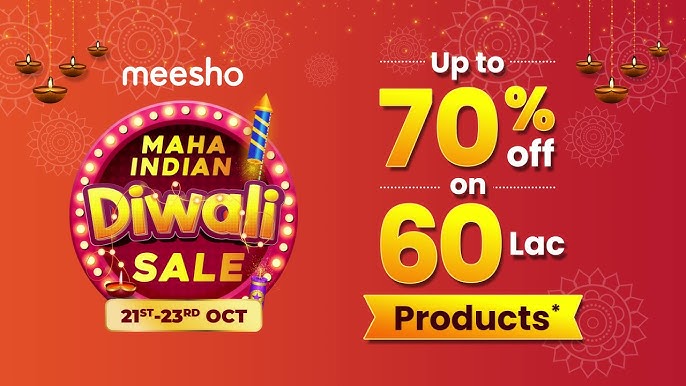 meesho
MAHA
INDIAN
Diwali
SALE
21ST-23RD OCT
Up to
70% off
on
60 Lac
Products*